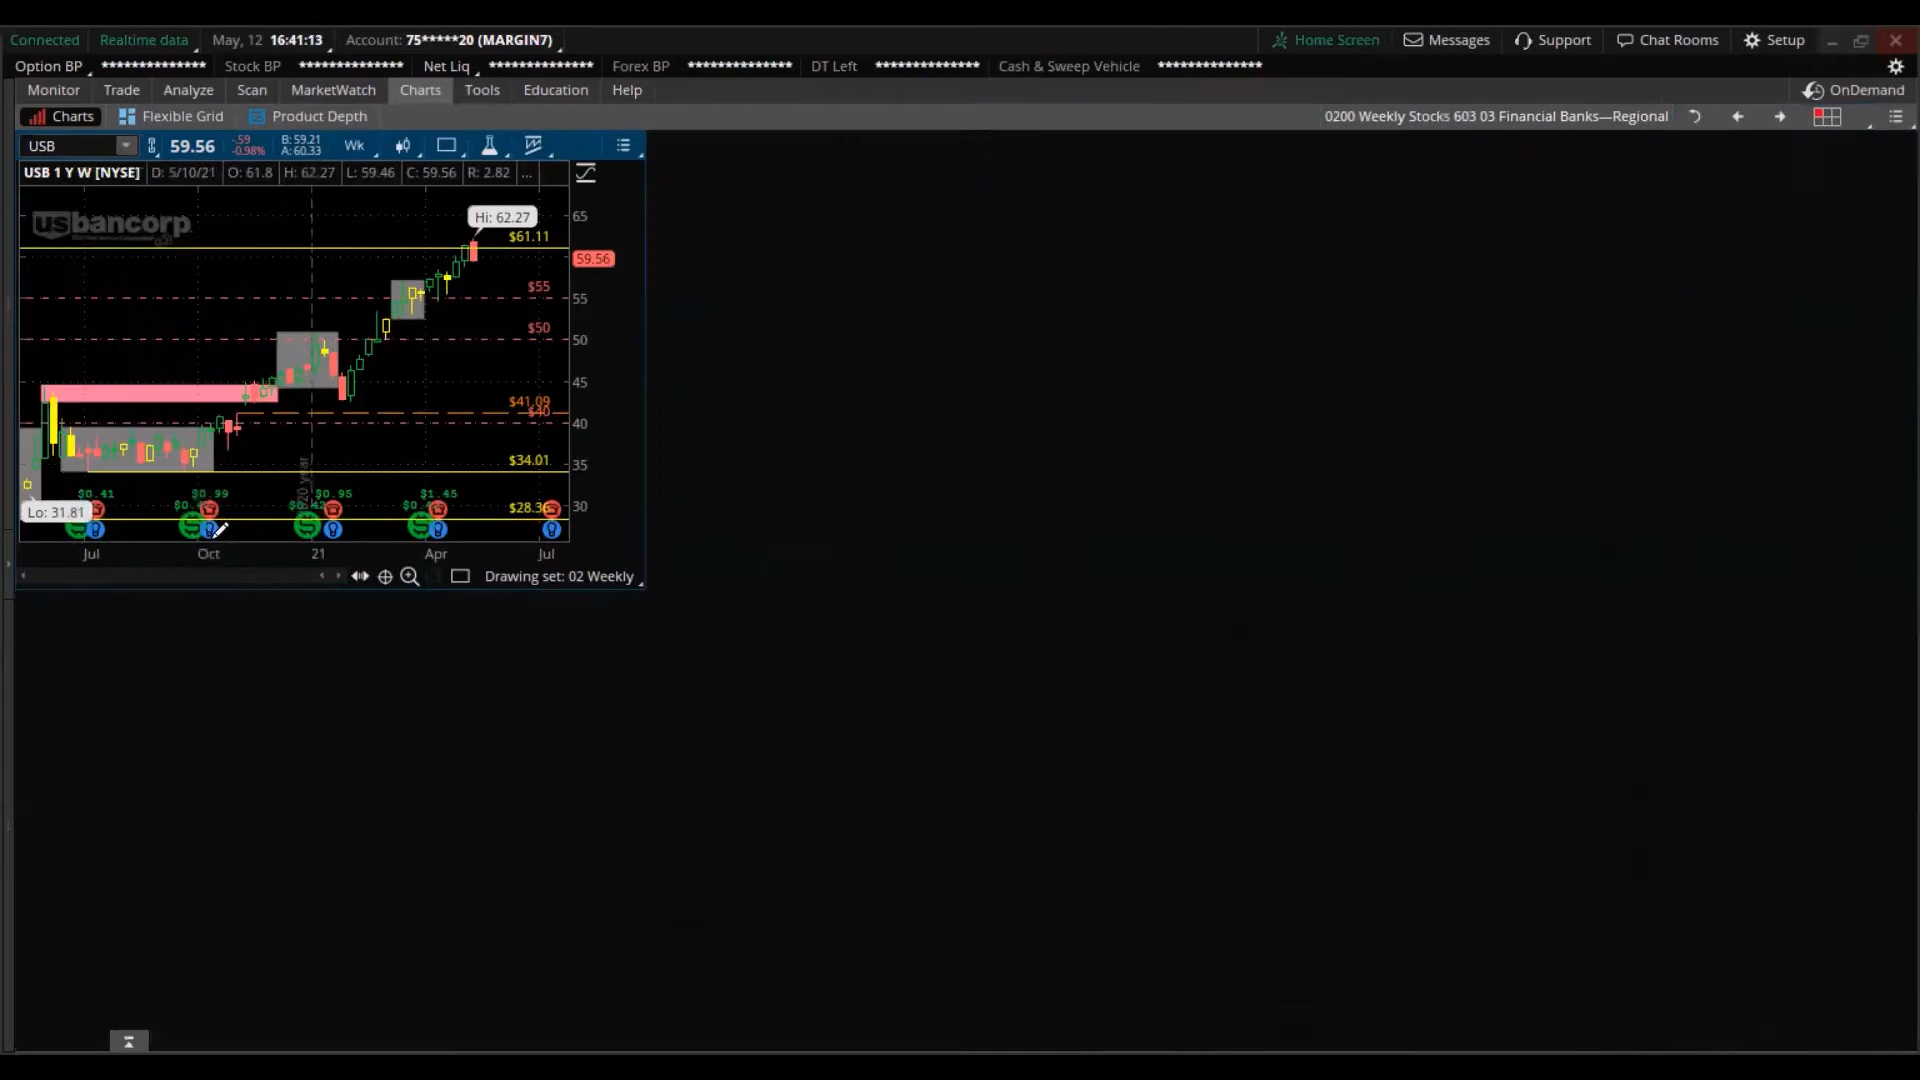 Connected Realtime data May, 12 16:41:13 Account: 75*****20 (MARGIN7) Home Screen Messages Support Chat Rooms Setup
Option BP ************** Stock BP ************** Net Liq ************** Forex BP ************** DT Left ************** Cash & Sweep Vehicle **************
Monitor Trade Analyze Scan MarketWatch Charts Tools Education Help OnDemand
Charts Flexible Grid Product Depth 0200 Weekly Stocks 603 03 Financial Banks—Regional
USB 59.56 -.59 -0.98% B: 59.21 A: 60.33 Wk
USB 1 Y W [NYSE] D: 5/10/21 O: 61.8 H: 62.27 L: 59.46 C: 59.56 R: 2.82 ...
usbancorp
Hi: 62.27
65
$61.11
59.56
$55
55
$50
50
45
$41.09
$40
40
$34.01
35
$0.41 $0.99 $0.95 $1.45
Lo: 31.81
30
Jul Oct 21 Apr Jul
Drawing set: 02 Weekly